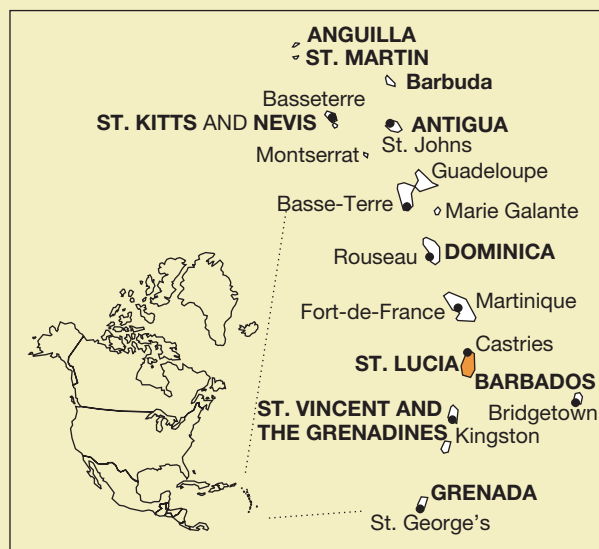 ANGUILLA
ST. MARTIN
Barbuda
Basseterre
ST. KITTS AND NEVIS
ANTIGUA
St. Johns
Montserrat
Guadeloupe
Basse-Terre
Marie Galante
Rouseau
DOMINICA
Fort-de-France
Martinique
Castries
ST. LUCIA
BARBADOS
Bridgetown
ST. VINCENT AND
THE GRENADINES
Kingston
GRENADA
St. George's